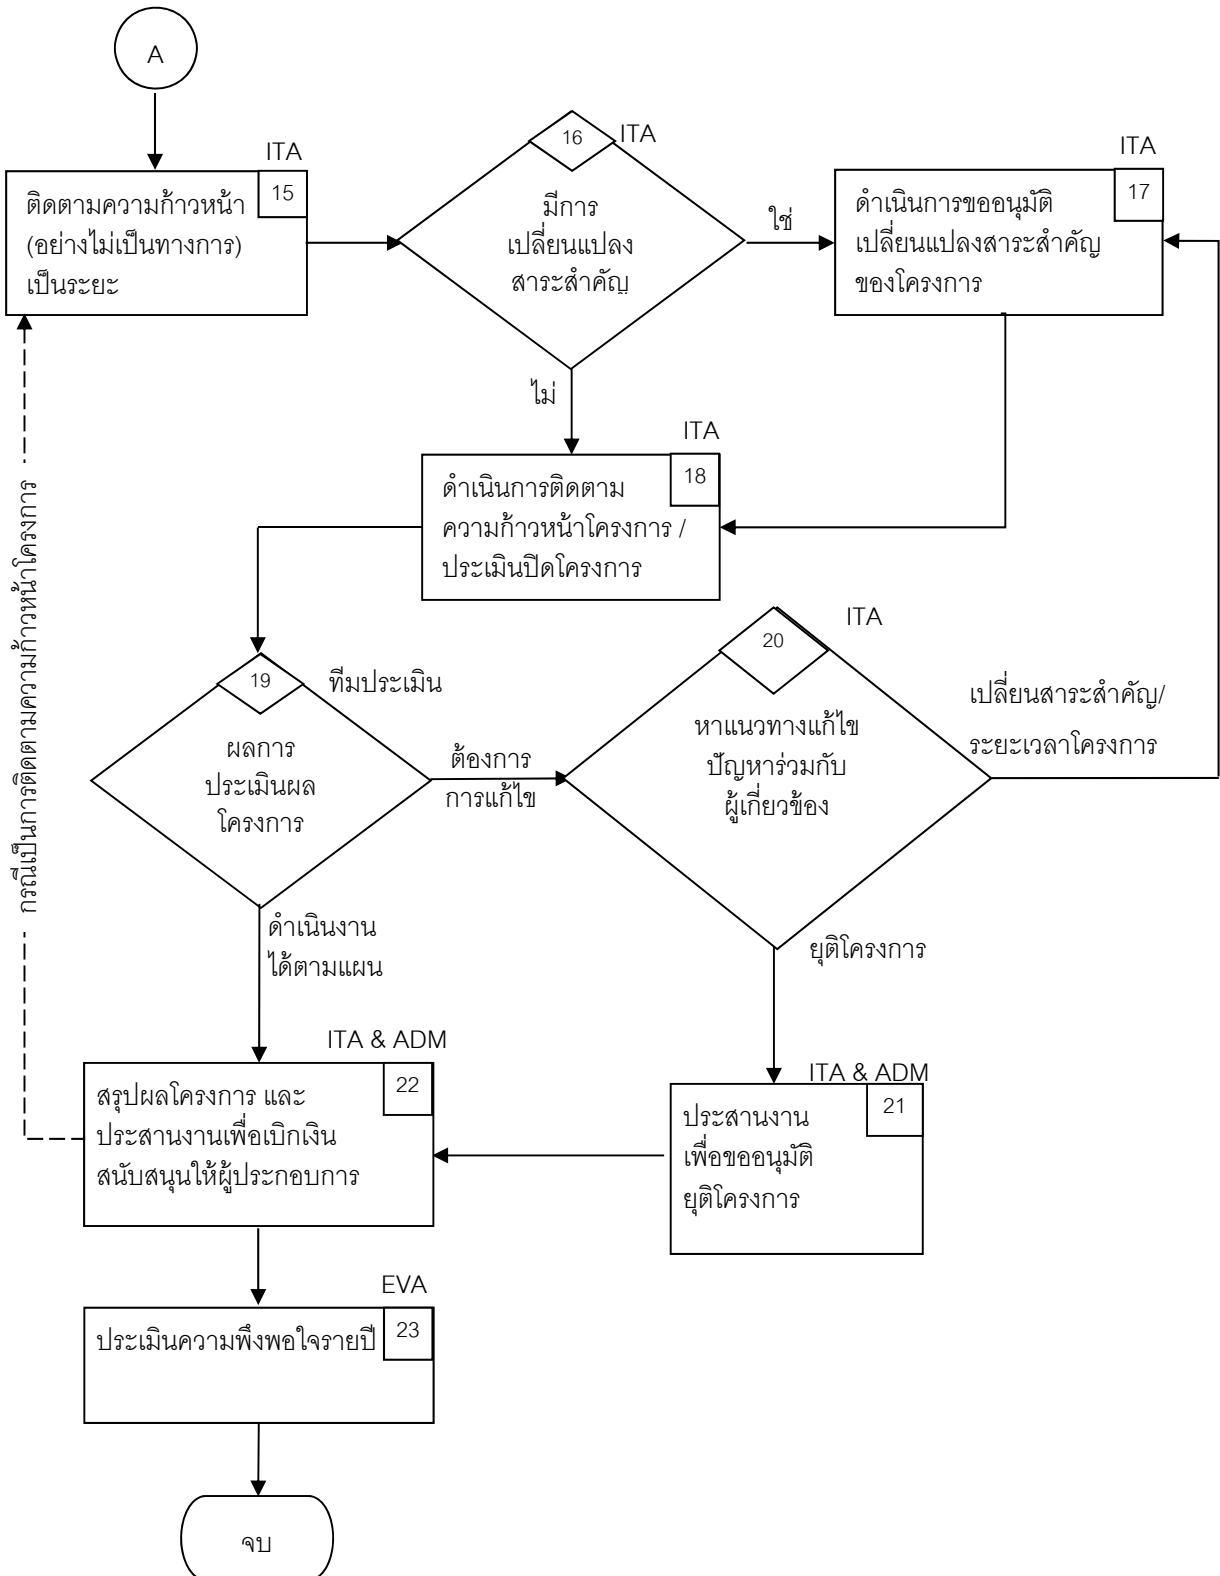 A
ITA
15
ติดตามความก้าวหน้า
(อย่างไม่เป็นทางการ)
เป็นระยะ
16
ITA
มีการ
เปลี่ยนแปลง
สาระสำคัญ
ใช่
ITA
17
ดำเนินการขออนุมัติ
เปลี่ยนแปลงสาระสำคัญ
ของโครงการ
ไม่
ITA
18
ดำเนินการติดตาม
ความก้าวหน้าโครงการ /
ประเมินปิดโครงการ
กรณีเป็นการติดตามความก้าวหน้าโครงการ
19
ทีมประเมิน
ผลการ
ประเมินผล
โครงการ
ต้องการ
การแก้ไข
20
ITA
หาแนวทางแก้ไข
ปัญหาร่วมกับ
ผู้เกี่ยวข้อง
เปลี่ยนสาระสำคัญ/
ระยะเวลาโครงการ
ดำเนินงาน
ได้ตามแผน
ยุติโครงการ
ITA & ADM
22
สรุปผลโครงการ และ
ประสานงานเพื่อเบิกเงิน
สนับสนุนให้ผู้ประกอบการ
ITA & ADM
21
ประสานงาน
เพื่อขออนุมัติ
ยุติโครงการ
EVA
23
ประเมินความพึงพอใจรายปี
จบ